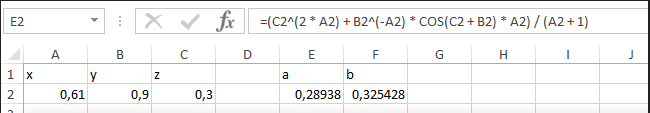 E2 fx =(C2^(2 * A2) + B2^(-A2) * COS(C2 + B2) * A2) / (A2 + 1)
A B C D E F G H I J
1 x y z a b
2 0,61 0,9 0,3 0,28938 0,325428